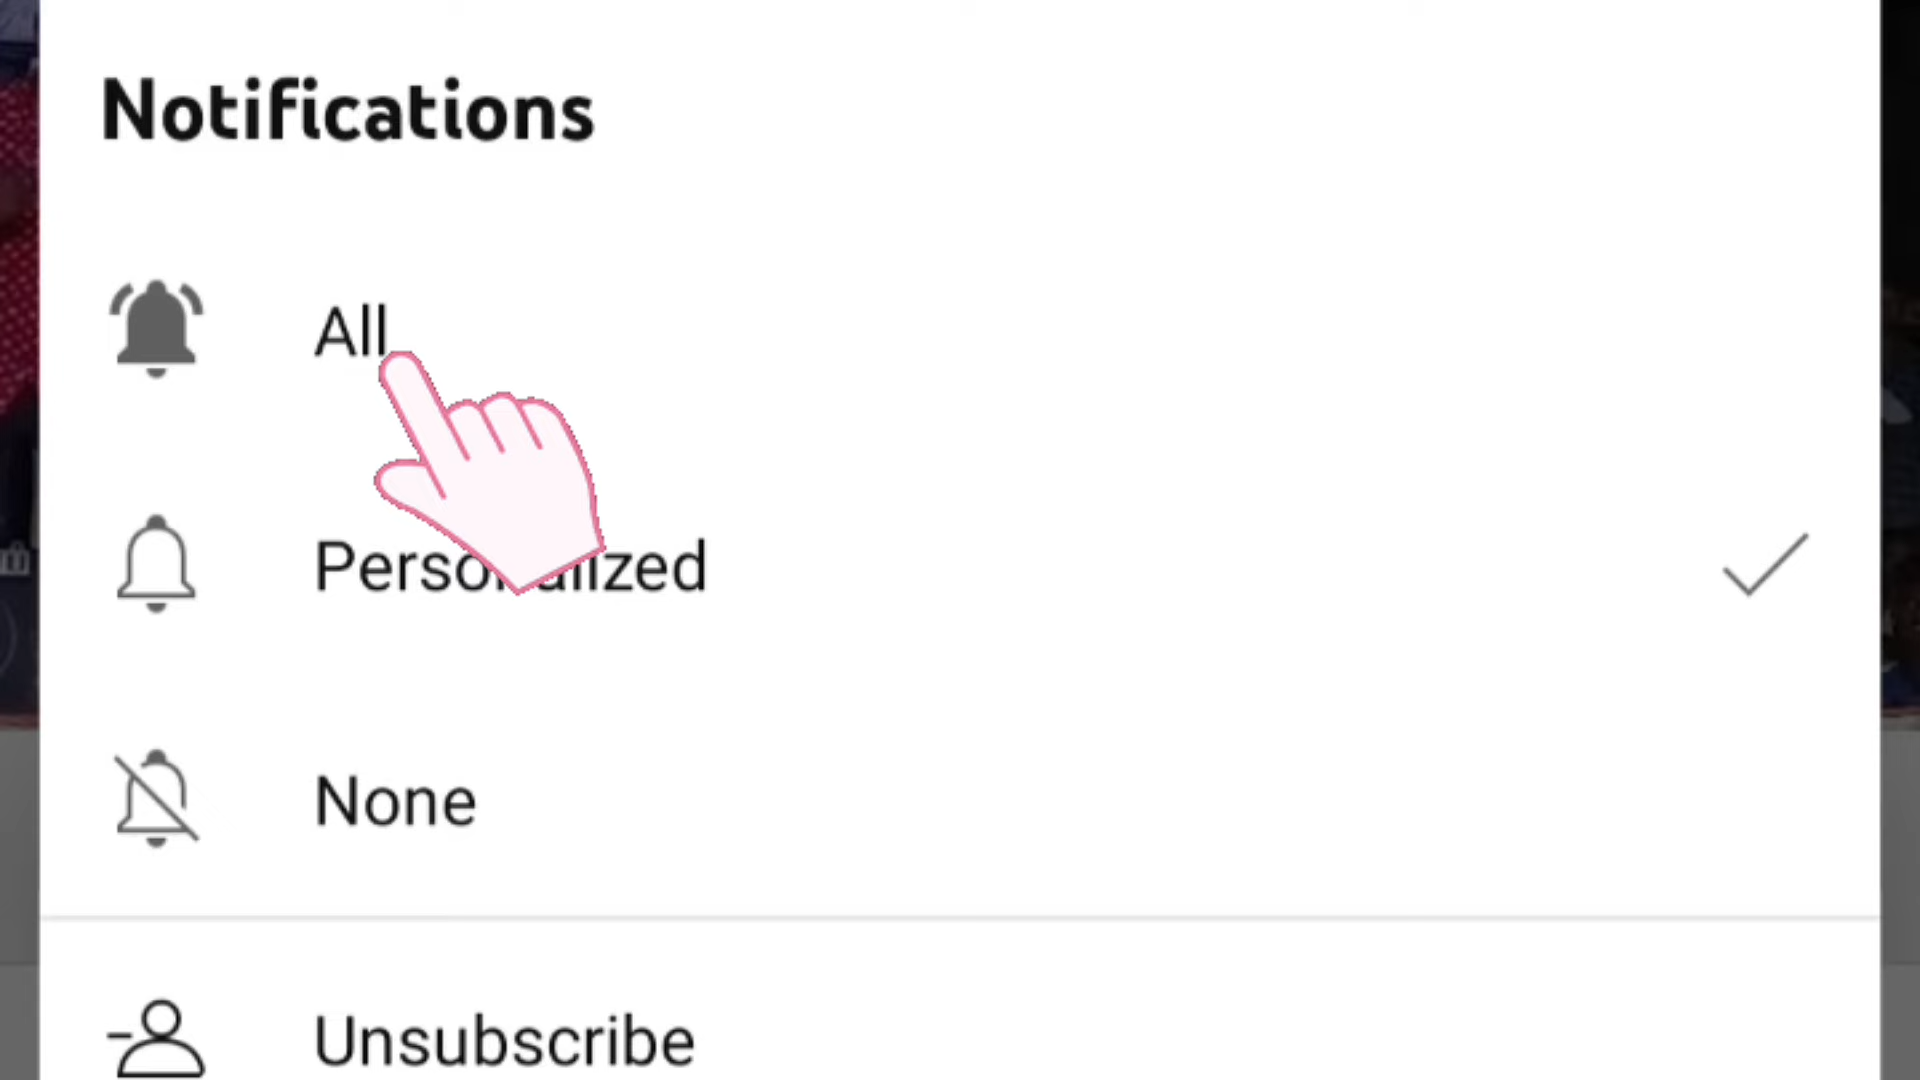 Notifications
All
Personalized
None
Unsubscribe